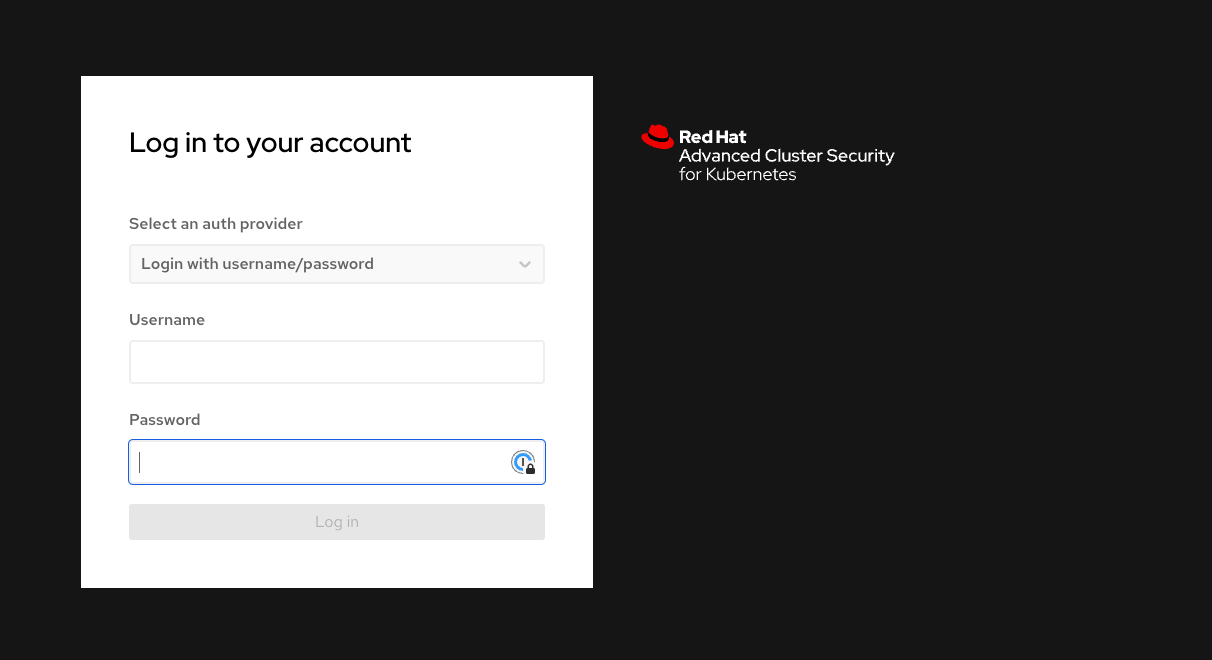 Log in to your account
Select an auth provider
Login with username/password
Username
Password
Log in
Red Hat
Advanced Cluster Security
for Kubernetes